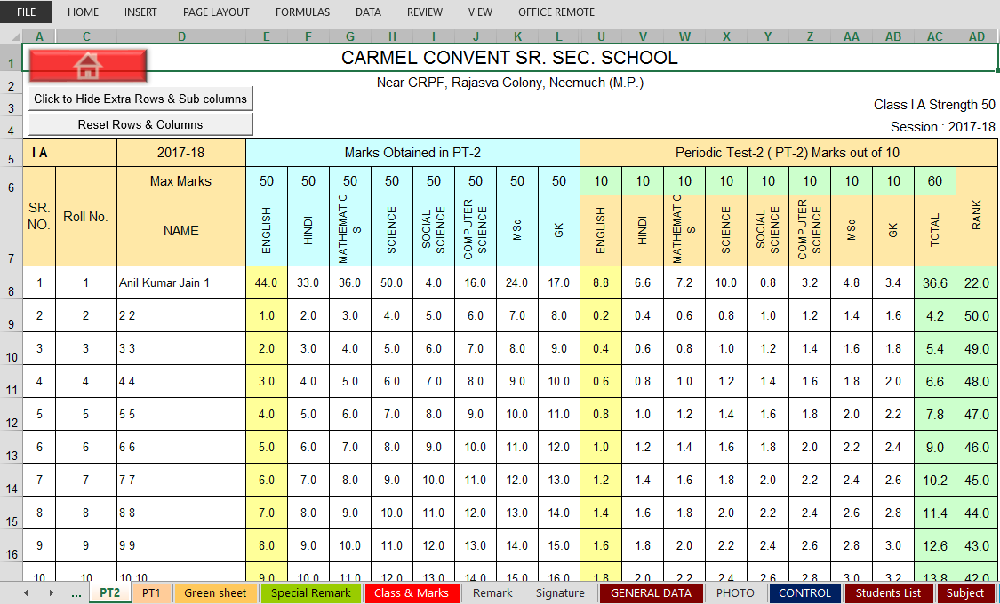 FILE HOME INSERT PAGE LAYOUT FORMULAS DATA REVIEW VIEW OFFICE REMOTE
A C D E F G H I J K L U V W X Y Z AA AB AC AD
1 CARMEL CONVENT SR. SEC. SCHOOL
2 Near CRPF, Rajasva Colony, Neemuch (M.P.)
Click to Hide Extra Rows & Sub columns
3 Class I A Strength 50
Reset Rows & Columns
4 Session : 2017-18
5 I A 2017-18 Marks Obtained in PT-2 Periodic Test-2 ( PT-2) Marks out of 10
6 Max Marks 50 50 50 50 50 50 50 50 10 10 10 10 10 10 10 10 60
7 SR. NO. Roll No. NAME ENGLISH HINDI MATHEMATICS SCIENCE SOCIAL SCIENCE COMPUTER SCIENCE MSc GK ENGLISH HINDI MATHEMATICS SCIENCE SOCIAL SCIENCE COMPUTER SCIENCE MSc GK TOTAL RANK
8 1 1 Anil Kumar Jain 1 44.0 33.0 36.0 50.0 4.0 16.0 24.0 17.0 8.8 6.6 7.2 10.0 0.8 3.2 4.8 3.4 36.6 22.0
9 2 2 2 2 1.0 2.0 3.0 4.0 5.0 6.0 7.0 8.0 0.2 0.4 0.6 0.8 1.0 1.2 1.4 1.6 4.2 50.0
10 3 3 3 3 2.0 3.0 4.0 5.0 6.0 7.0 8.0 9.0 0.4 0.6 0.8 1.0 1.2 1.4 1.6 1.8 5.4 49.0
11 4 4 4 4 3.0 4.0 5.0 6.0 7.0 8.0 9.0 10.0 0.6 0.8 1.0 1.2 1.4 1.6 1.8 2.0 6.6 48.0
12 5 5 5 5 4.0 5.0 6.0 7.0 8.0 9.0 10.0 11.0 0.8 1.0 1.2 1.4 1.6 1.8 2.0 2.2 7.8 47.0
13 6 6 6 6 5.0 6.0 7.0 8.0 9.0 10.0 11.0 12.0 1.0 1.2 1.4 1.6 1.8 2.0 2.2 2.4 9.0 46.0
14 7 7 7 7 6.0 7.0 8.0 9.0 10.0 11.0 12.0 13.0 1.2 1.4 1.6 1.8 2.0 2.2 2.4 2.6 10.2 45.0
15 8 8 8 8 7.0 8.0 9.0 10.0 11.0 12.0 13.0 14.0 1.4 1.6 1.8 2.0 2.2 2.4 2.6 2.8 11.4 44.0
16 9 9 9 9 8.0 9.0 10.0 11.0 12.0 13.0 14.0 15.0 1.6 1.8 2.0 2.2 2.4 2.6 2.8 3.0 12.6 43.0
10 10 10 10 9.0 10.0 11.0 12.0 13.0 14.0 15.0 16.0 1.8 2.0 2.2 2.4 2.6 2.8 3.0 3.2 13.8 42.0
... PT2 PT1 Green sheet Special Remark Class & Marks Remark Signature GENERAL DATA PHOTO CONTROL Students List Subject